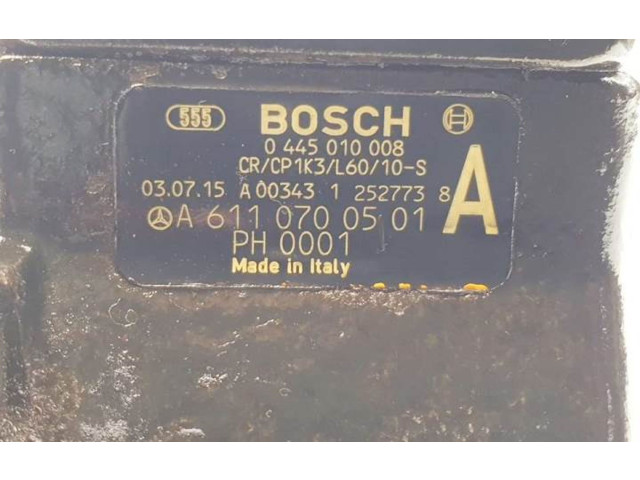 555 BOSCH
0 445 010 008
CR/CP1K3/L60/10-S
03.07.15 A00343 1 252773 8
A
A 611 070 05 01
PH 0001
Made in Italy